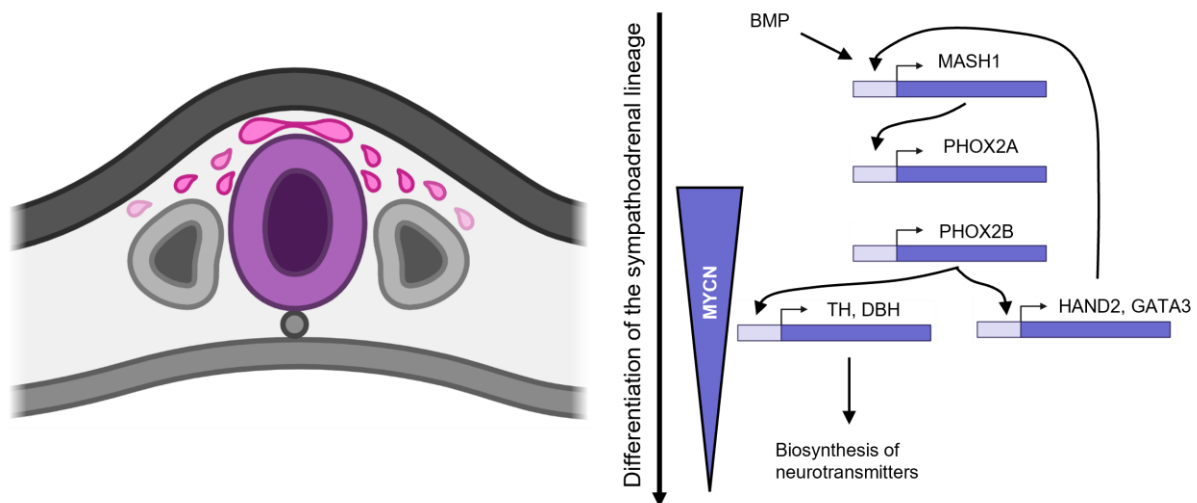 Differentiation of the sympathoadrenal lineage
BMP
MASH1
PHOX2A
PHOX2B
MYCN
TH, DBH
HAND2, GATA3
Biosynthesis of
neurotransmitters